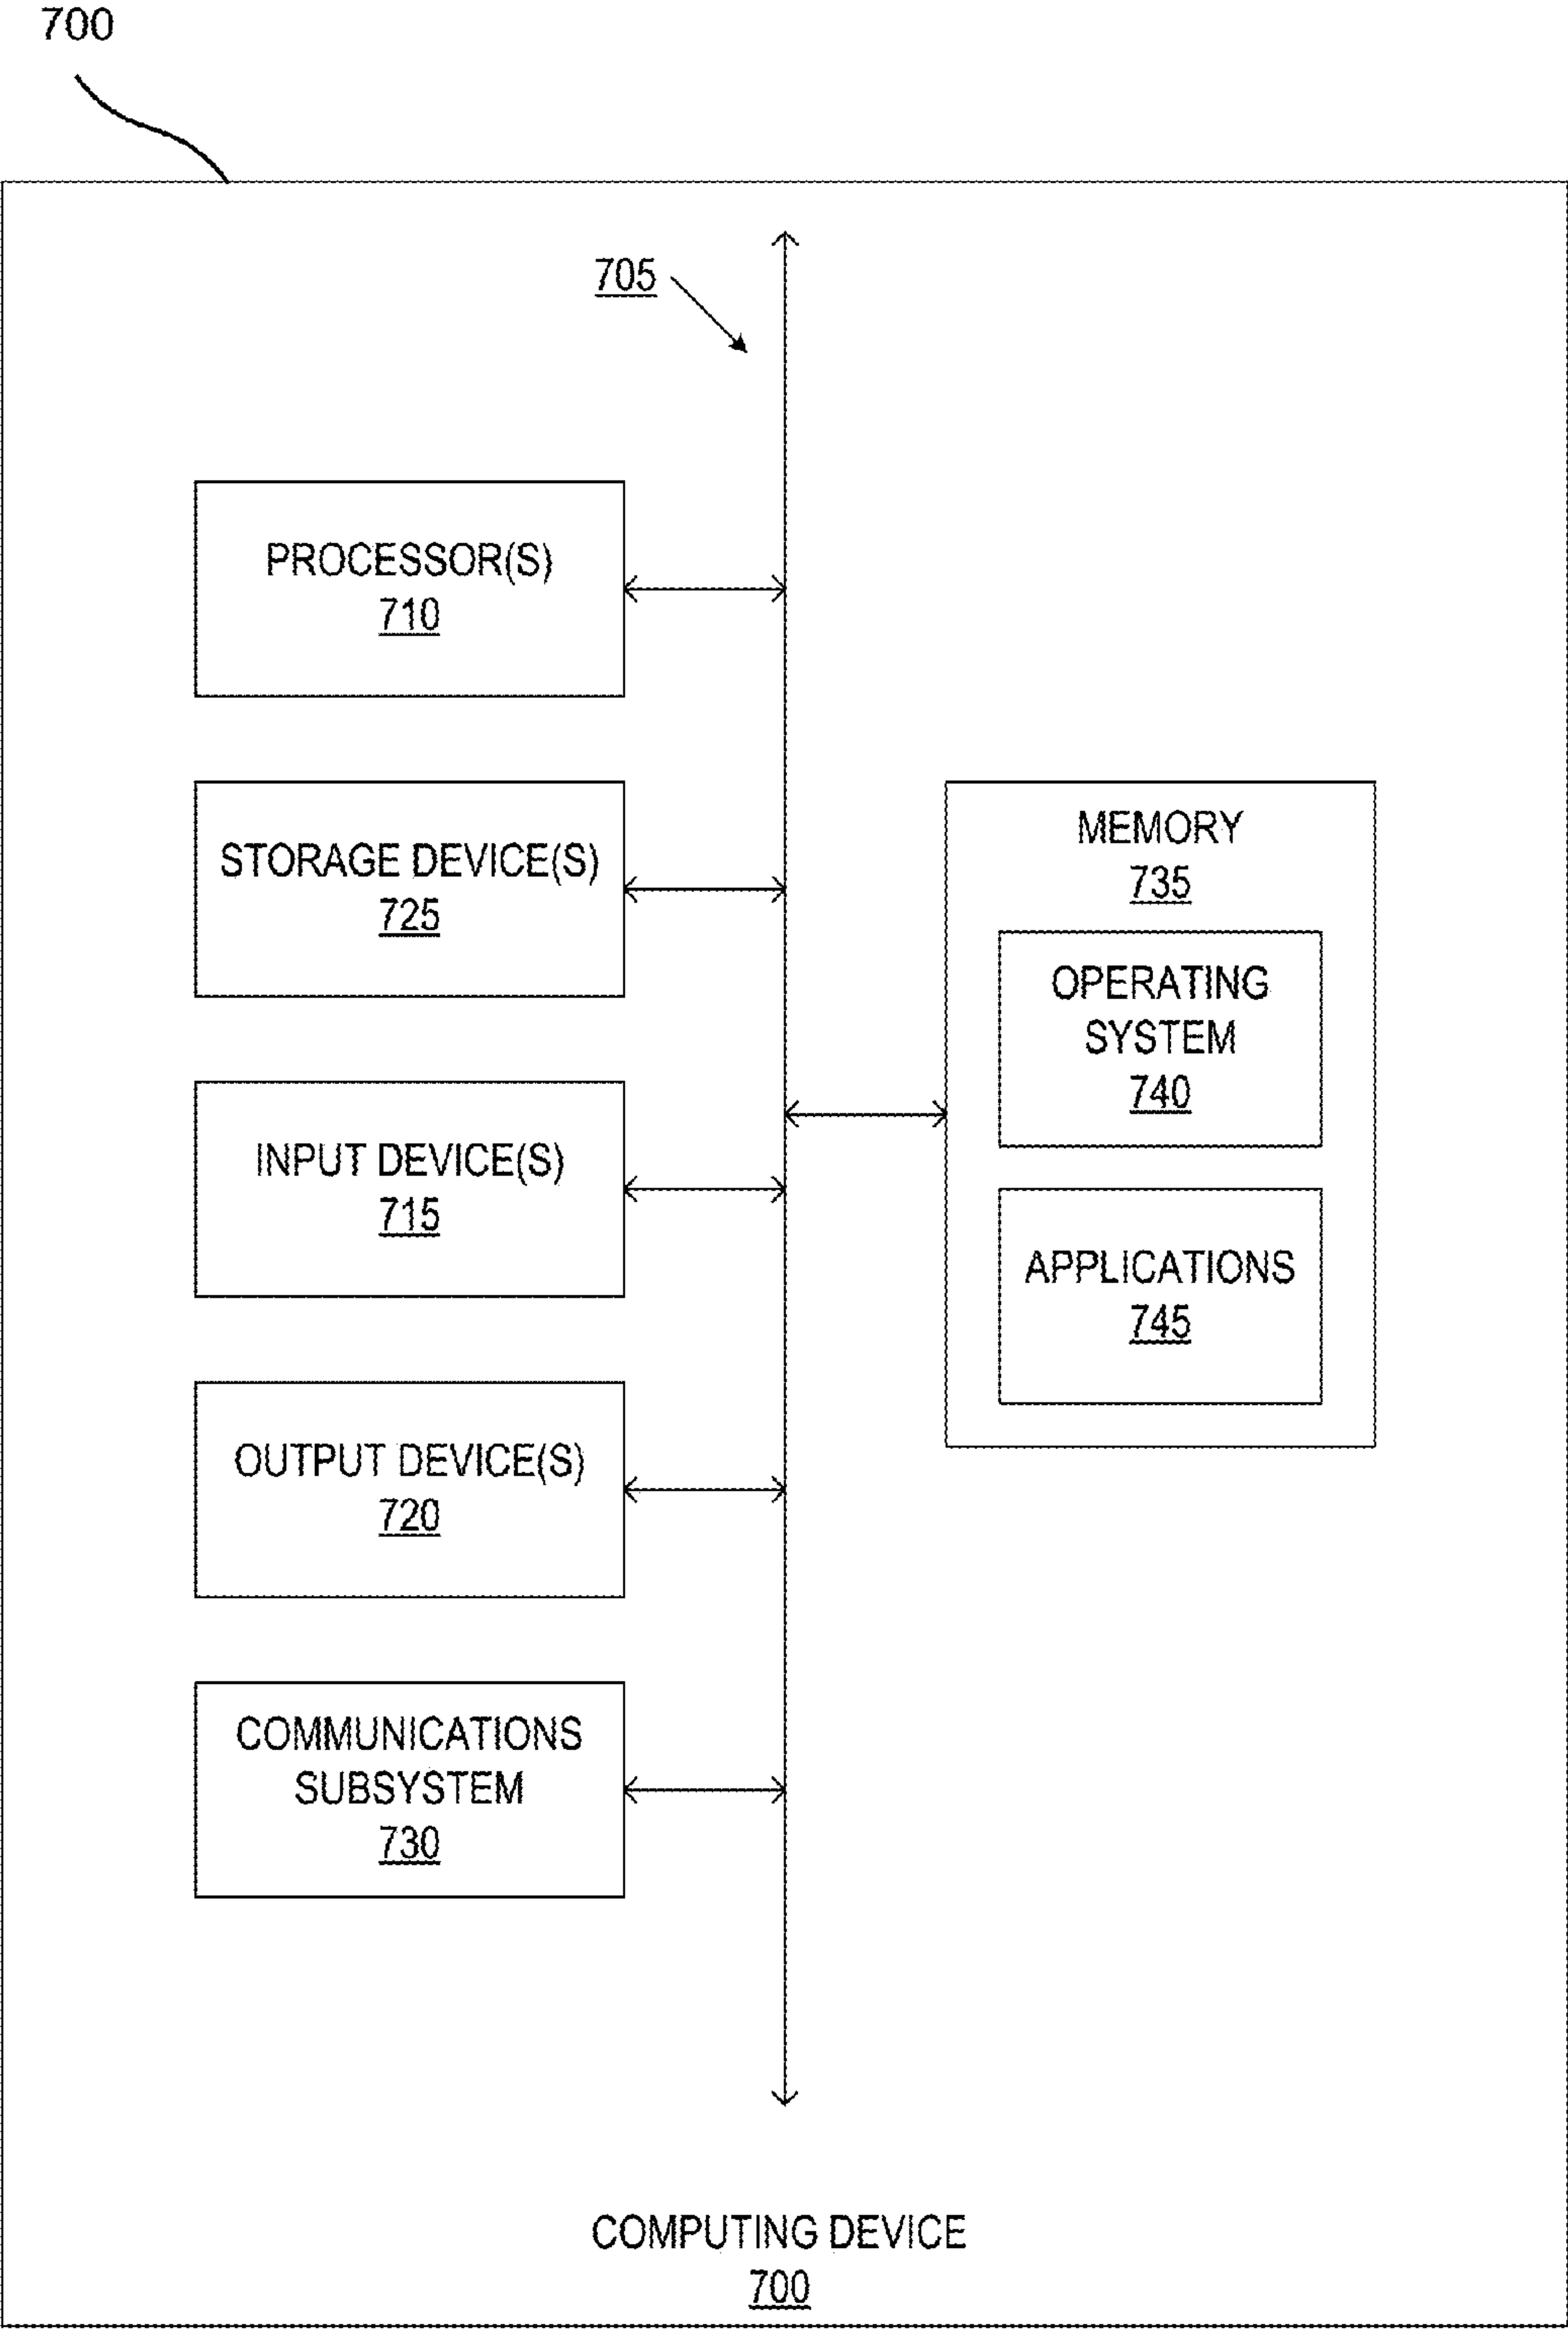 700
705
PROCESSOR(S)
710
STORAGE DEVICE(S)
725
INPUT DEVICE(S)
715
OUTPUT DEVICE(S)
720
COMMUNICATIONS
SUBSYSTEM
730
MEMORY
735
OPERATING
SYSTEM
740
APPLICATIONS
745
COMPUTING DEVICE
700